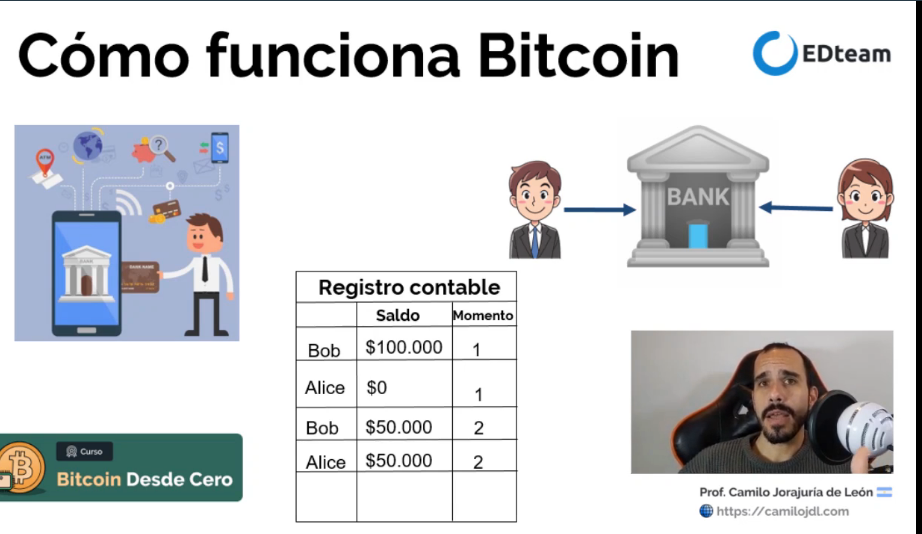 Cómo funciona Bitcoin
EDteam
BANK
Registro contable
Saldo Momento
Bob $100.000 1
Alice $0 1
Bob $50.000 2
Alice $50.000 2
Curso
Bitcoin Desde Cero
Prof. Camilo Jorajuría de León
https://camilojdl.com